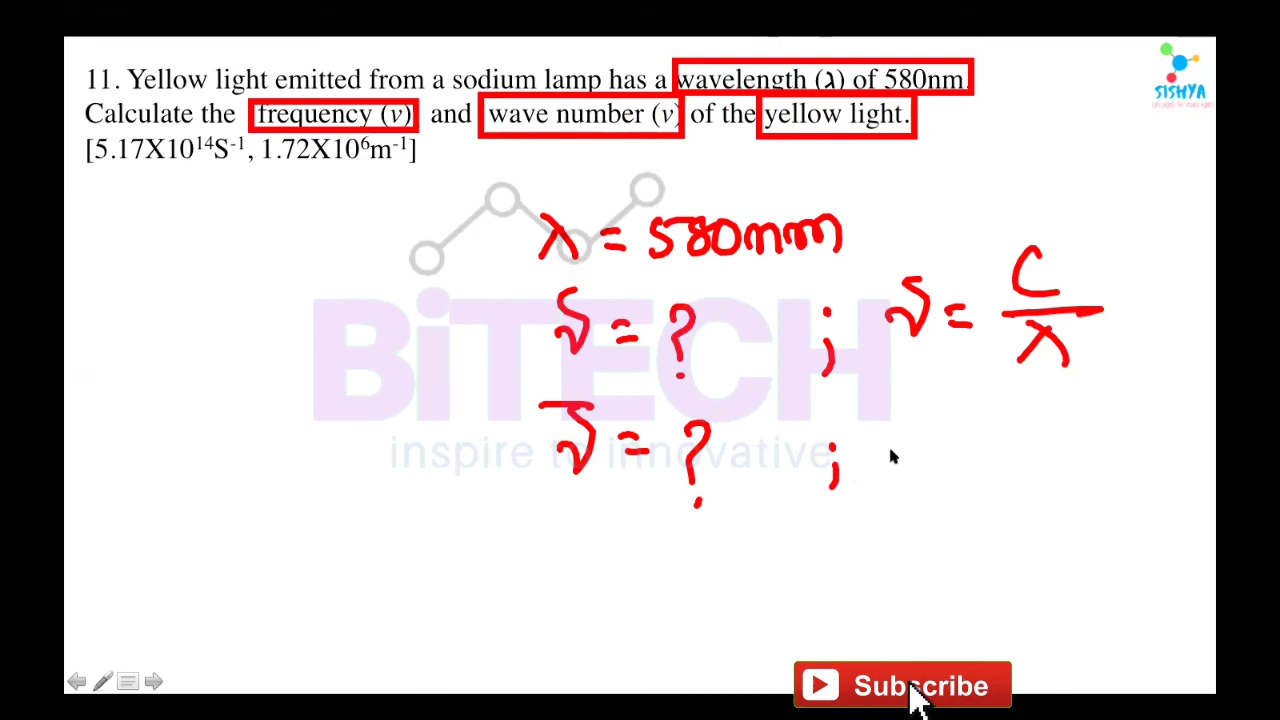 11. Yellow light emitted from a sodium lamp has a wavelength (λ) of 580nm.
Calculate the frequency (ν) and wave number (ν) of the yellow light.
[5.17X10¹⁴S⁻¹, 1.72X10⁶m⁻¹]
SISHYA
λ = 580nm
ν = ? ; ν = C/λ
BiTECH
ν̅ = ? ;
inspire to innovative
Subscribe